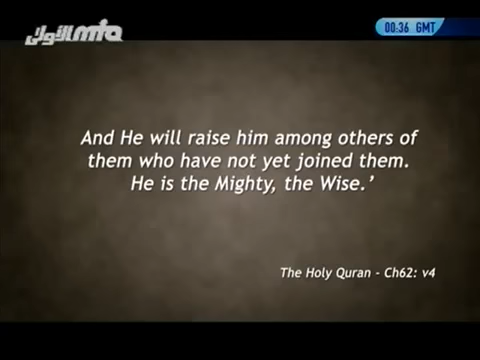 mta الأولى
00:36 GMT
And He will raise him among others of
them who have not yet joined them.
He is the Mighty, the Wise.’
The Holy Quran - Ch62: v4